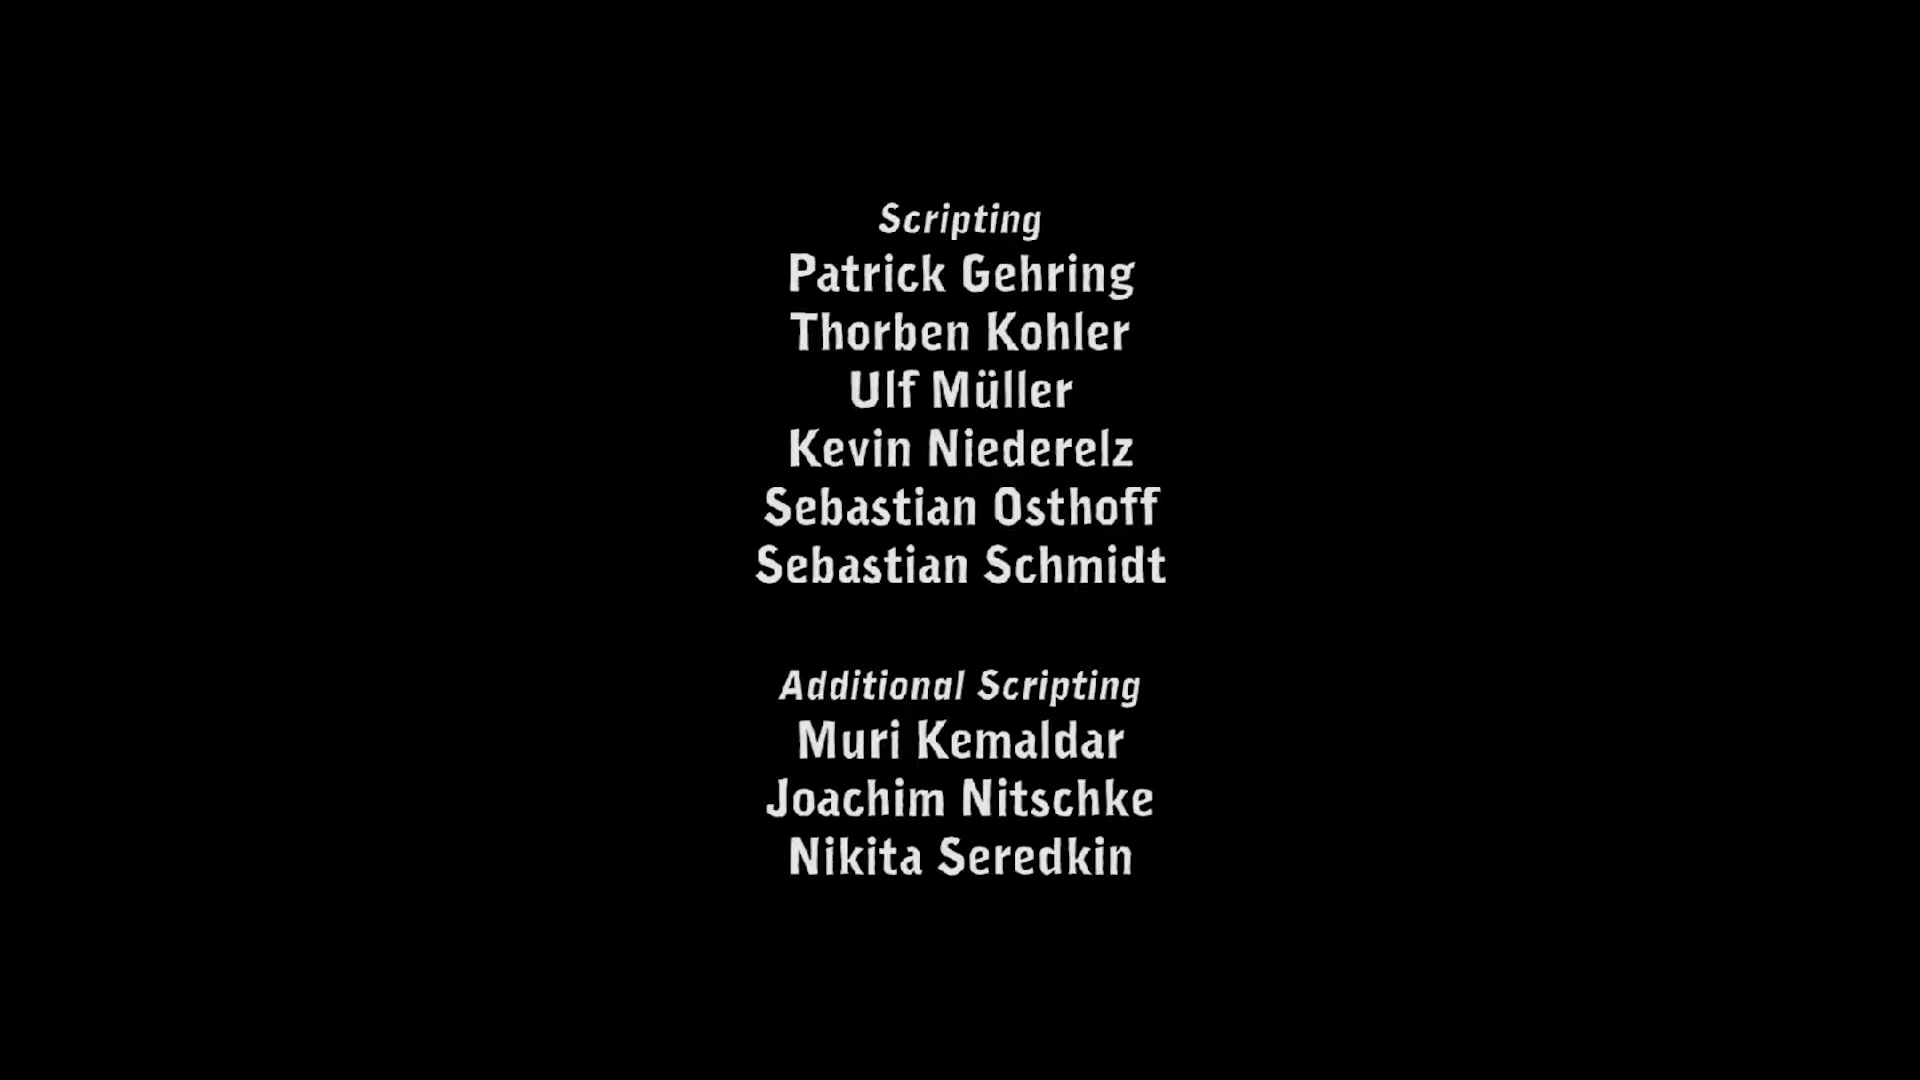 Scripting
Patrick Gehring
Thorben Kohler
Ulf Müller
Kevin Niederelz
Sebastian Osthoff
Sebastian Schmidt
Additional Scripting
Muri Kemaldar
Joachim Nitschke
Nikita Seredkin